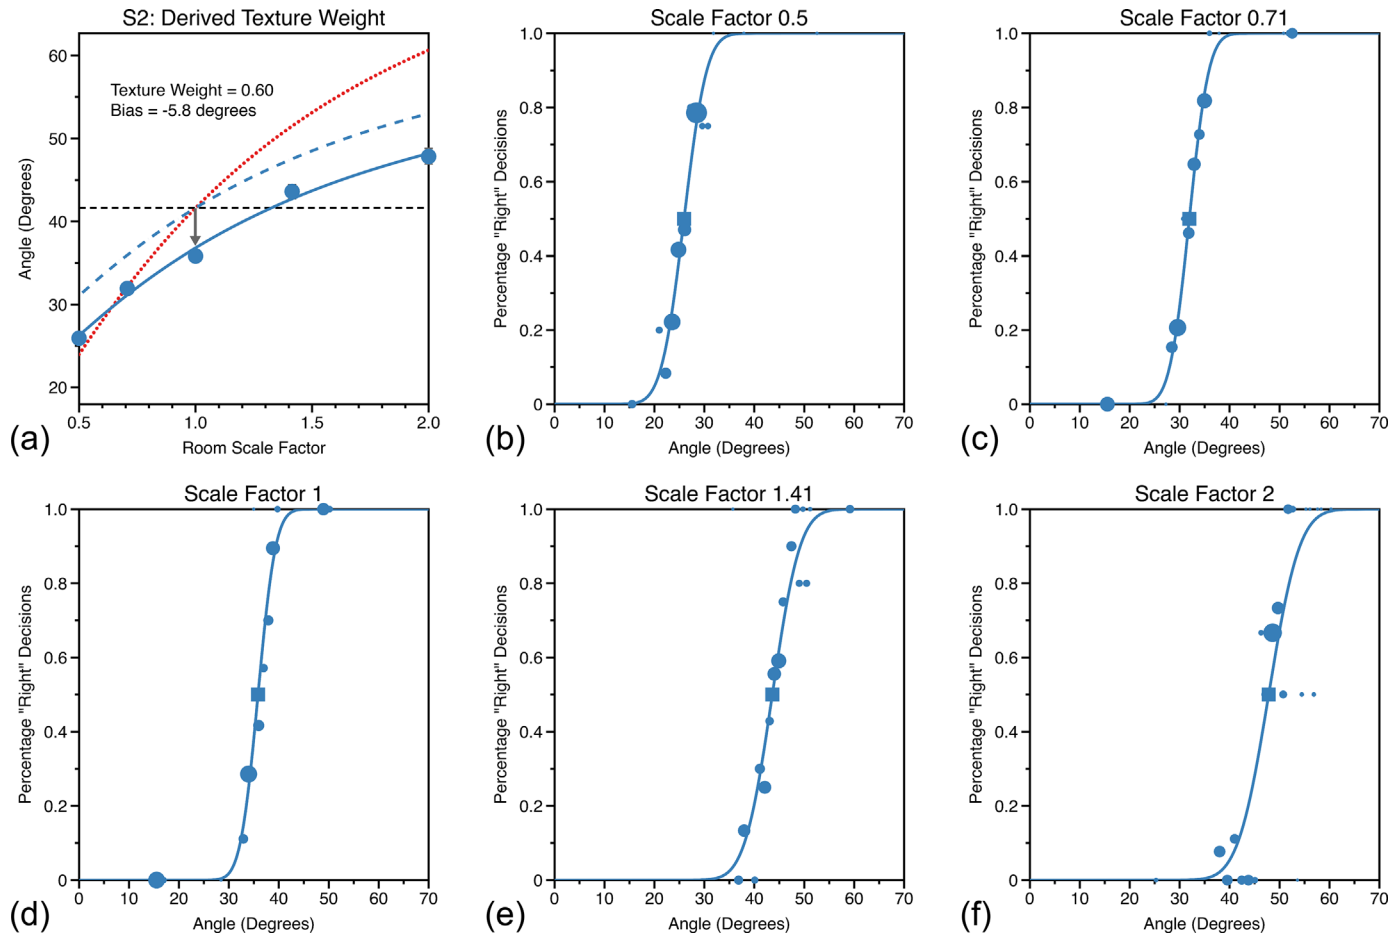 S2: Derived Texture Weight
Texture Weight = 0.60
Bias = -5.8 degrees
Angle (Degrees)
60
50
40
30
20
0.5 1.0 1.5 2.0
Room Scale Factor
(a)
Scale Factor 0.5
Percentage "Right" Decisions
1.0
0.8
0.6
0.4
0.2
0
0 10 20 30 40 50 60 70
Angle (Degrees)
(b)
Scale Factor 0.71
Percentage "Right" Decisions
1.0
0.8
0.6
0.4
0.2
0
0 10 20 30 40 50 60 70
Angle (Degrees)
(c)
Scale Factor 1
Percentage "Right" Decisions
1.0
0.8
0.6
0.4
0.2
0
0 10 20 30 40 50 60 70
Angle (Degrees)
(d)
Scale Factor 1.41
Percentage "Right" Decisions
1.0
0.8
0.6
0.4
0.2
0
0 10 20 30 40 50 60 70
Angle (Degrees)
(e)
Scale Factor 2
Percentage "Right" Decisions
1.0
0.8
0.6
0.4
0.2
0
0 10 20 30 40 50 60 70
Angle (Degrees)
(f)